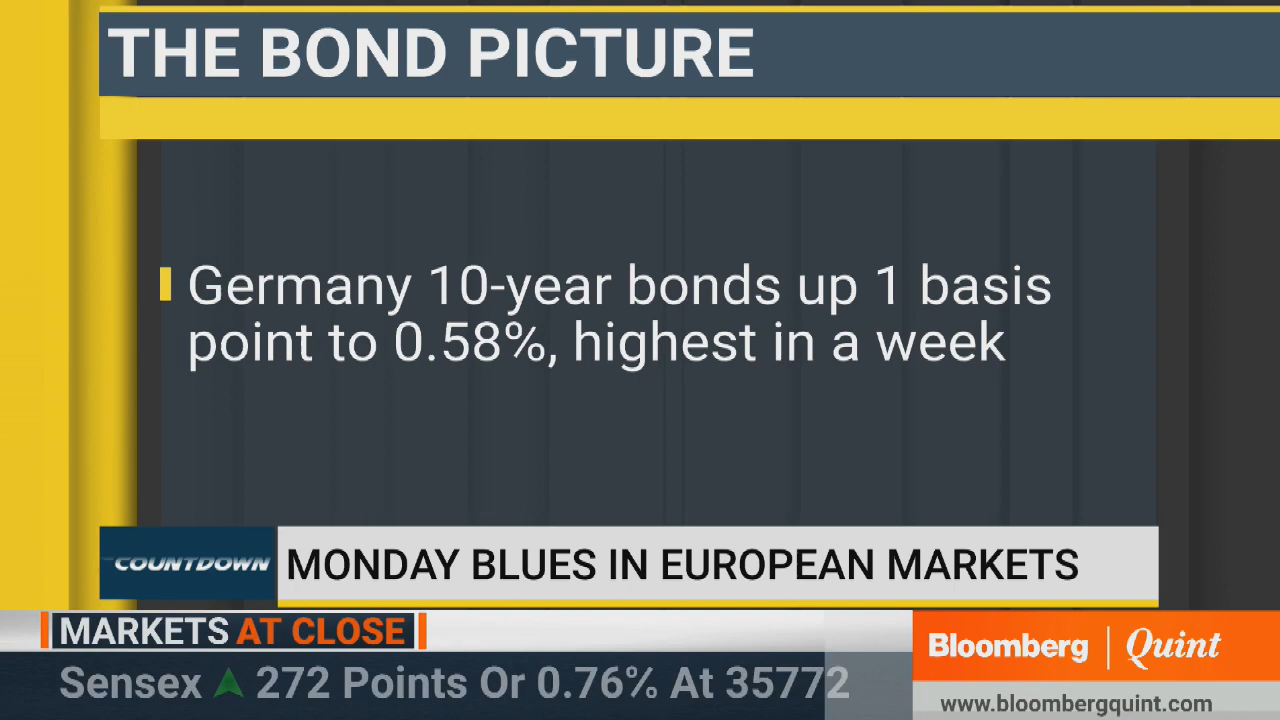 THE BOND PICTURE
Germany 10-year bonds up 1 basis
point to 0.58%, highest in a week
THE COUNTDOWN MONDAY BLUES IN EUROPEAN MARKETS
MARKETS AT CLOSE
Bloomberg | Quint
Sensex ▲ 272 Points Or 0.76% At 35772
www.bloombergquint.com